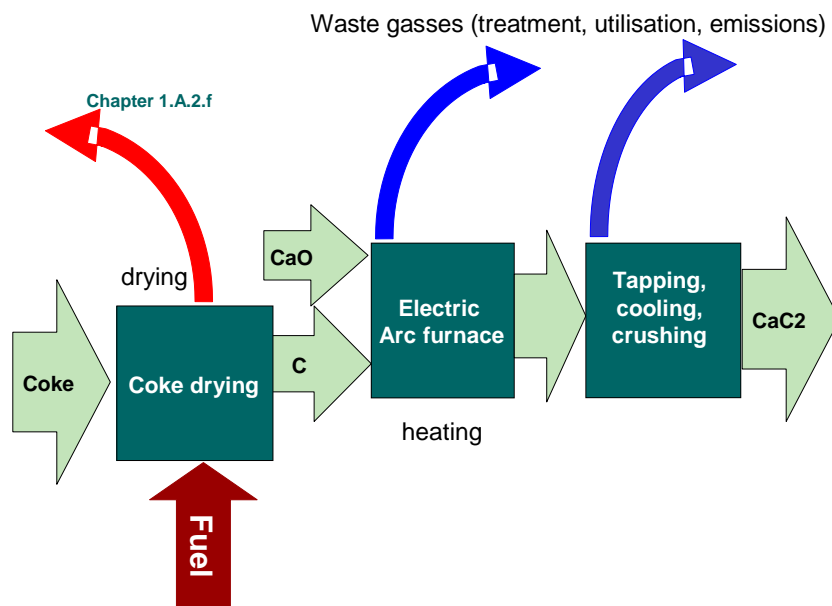 Waste gasses (treatment, utilisation, emissions)
Chapter 1.A.2.f
drying
CaO
Electric
Arc furnace
Tapping,
cooling,
crushing
CaC2
Coke
Coke drying
C
heating
Fuel